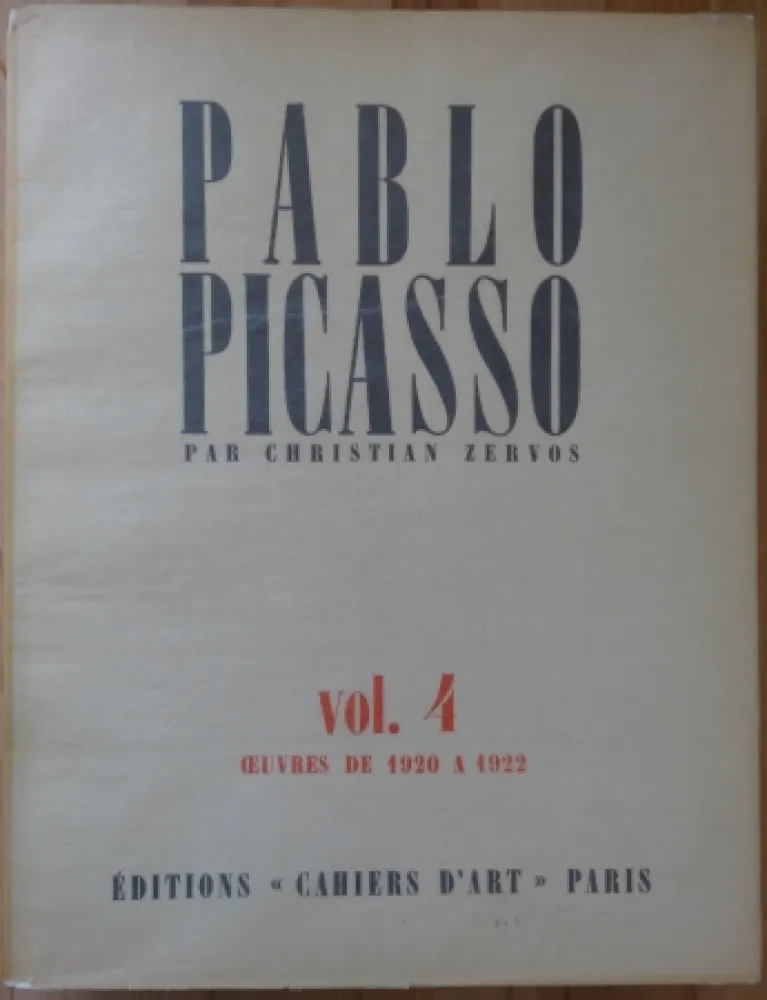 PABLO
PICASSO
PAR CHRISTIAN ZERVOS
vol. 4
ŒUVRES DE 1920 A 1922
ÉDITIONS « CAHIERS D'ART » PARIS